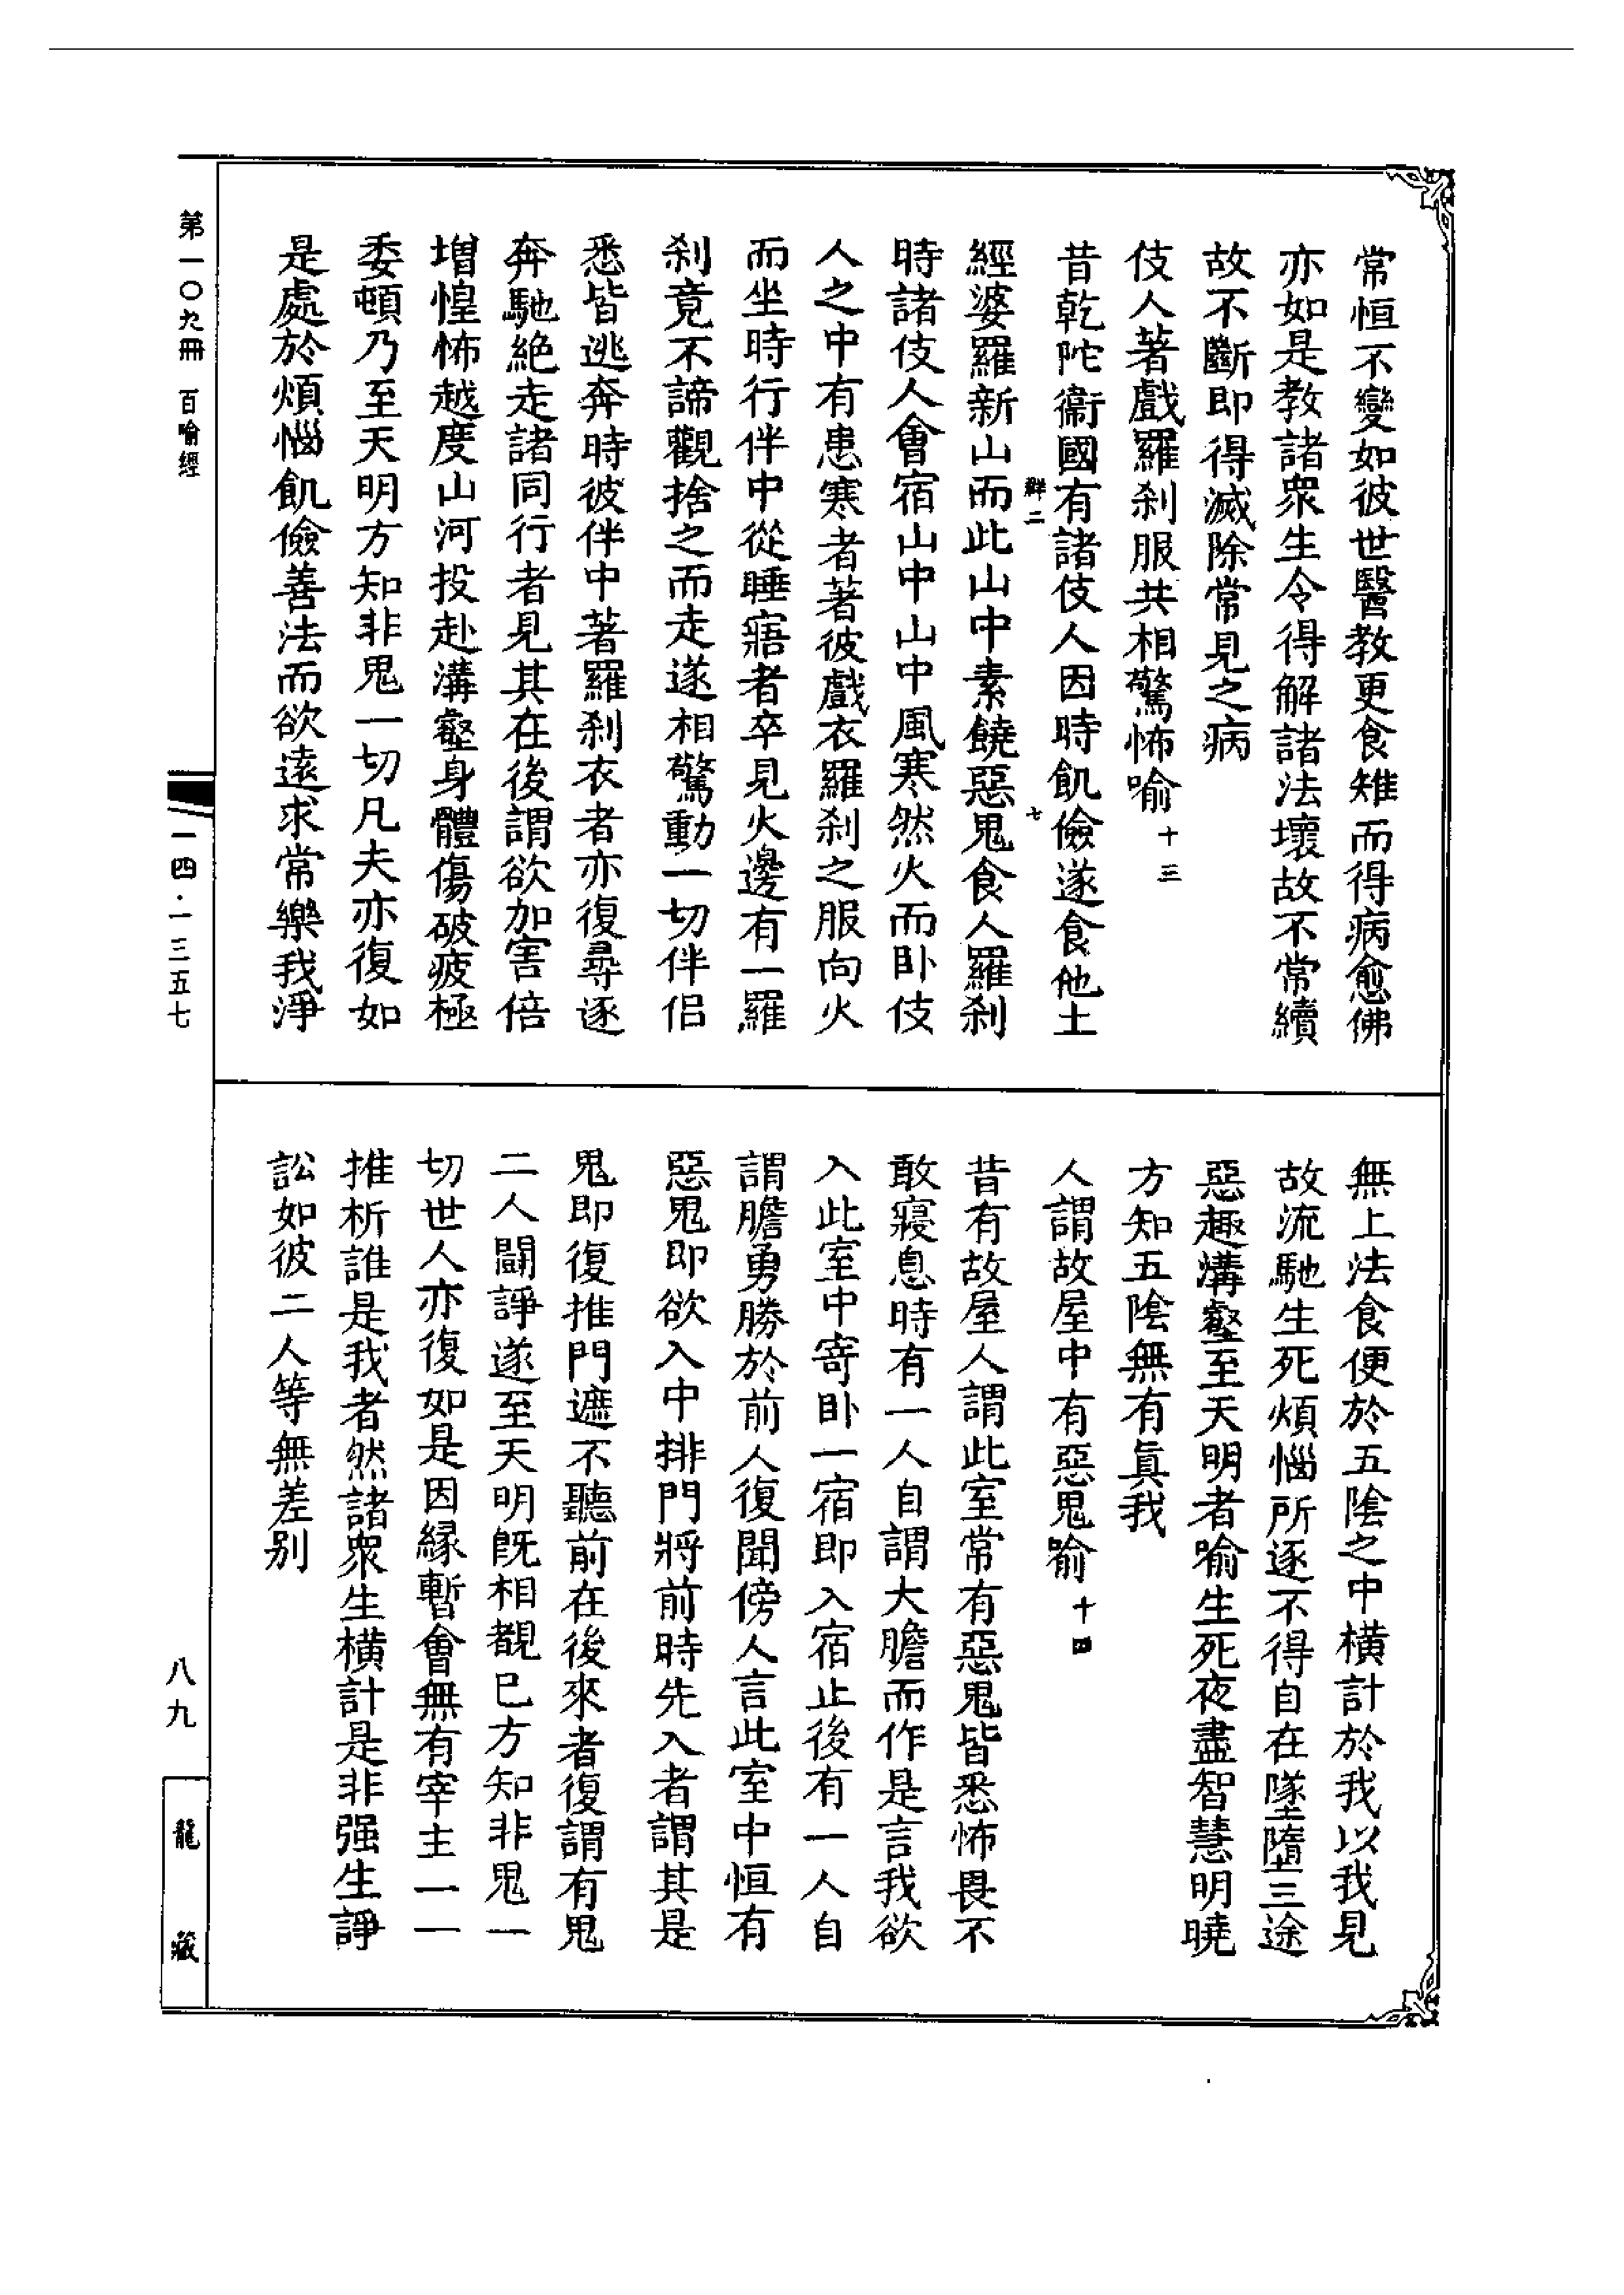 常恒不變如彼世醫教更食雉而得病愈佛
亦如是教諸衆生令得解諸法壞故不常續
故不斷即得滅除常見之病
伎人著戲羅刹服共相驚怖喻十三
昔乾陀衞國有諸伎人因時飢儉遂食他土
七
經婆羅新山而此山中素饒惡鬼食人羅刹
時諸伎人會宿山中山中風寒然火而卧伎
人之中有患寒者著彼戲衣羅刹之服向火
而坐時行伴中從睡寤者卒見火邊有一羅
刹竟不諦觀捨之而走遂相驚動一切伴侶
悉皆逃奔時彼伴中著羅刹衣者亦復尋逐
奔馳絶走諸同行者見其在後謂欲加害倍
增惶怖越度山河投赴溝壑身體傷破疲極
委頓乃至天明方知非鬼一切凡夫亦復如
是處於煩惱飢儉善法而欲遠求常樂我淨
無上法食便於五陰之中橫計於我以我見
故流馳生死煩惱所逐不得自在墜墮三途
惡趣溝壑至天明者喻生死夜盡智慧明曉
方知五陰無有眞我
人謂故屋中有惡鬼喻十四
昔有故屋人謂此室常有惡鬼皆悉怖畏不
敢寢息時有一人自謂大膽而作是言我欲
入此室中寄卧一宿即入宿止後有一人自
謂膽勇勝於前人復聞傍人言此室中恒有
惡鬼即欲入中排門將前時先入者謂其是
鬼即復推門遮不聽前在後來者復謂有鬼
二人鬪諍遂至天明旣相覩已方知非鬼一
切世人亦復如是因緣暫會無有宰主一一
推析誰是我者然諸衆生橫計是非强生諍
訟如彼二人等無差别
第一〇九冊 百喻經
一四·一三五七
八九
龍藏